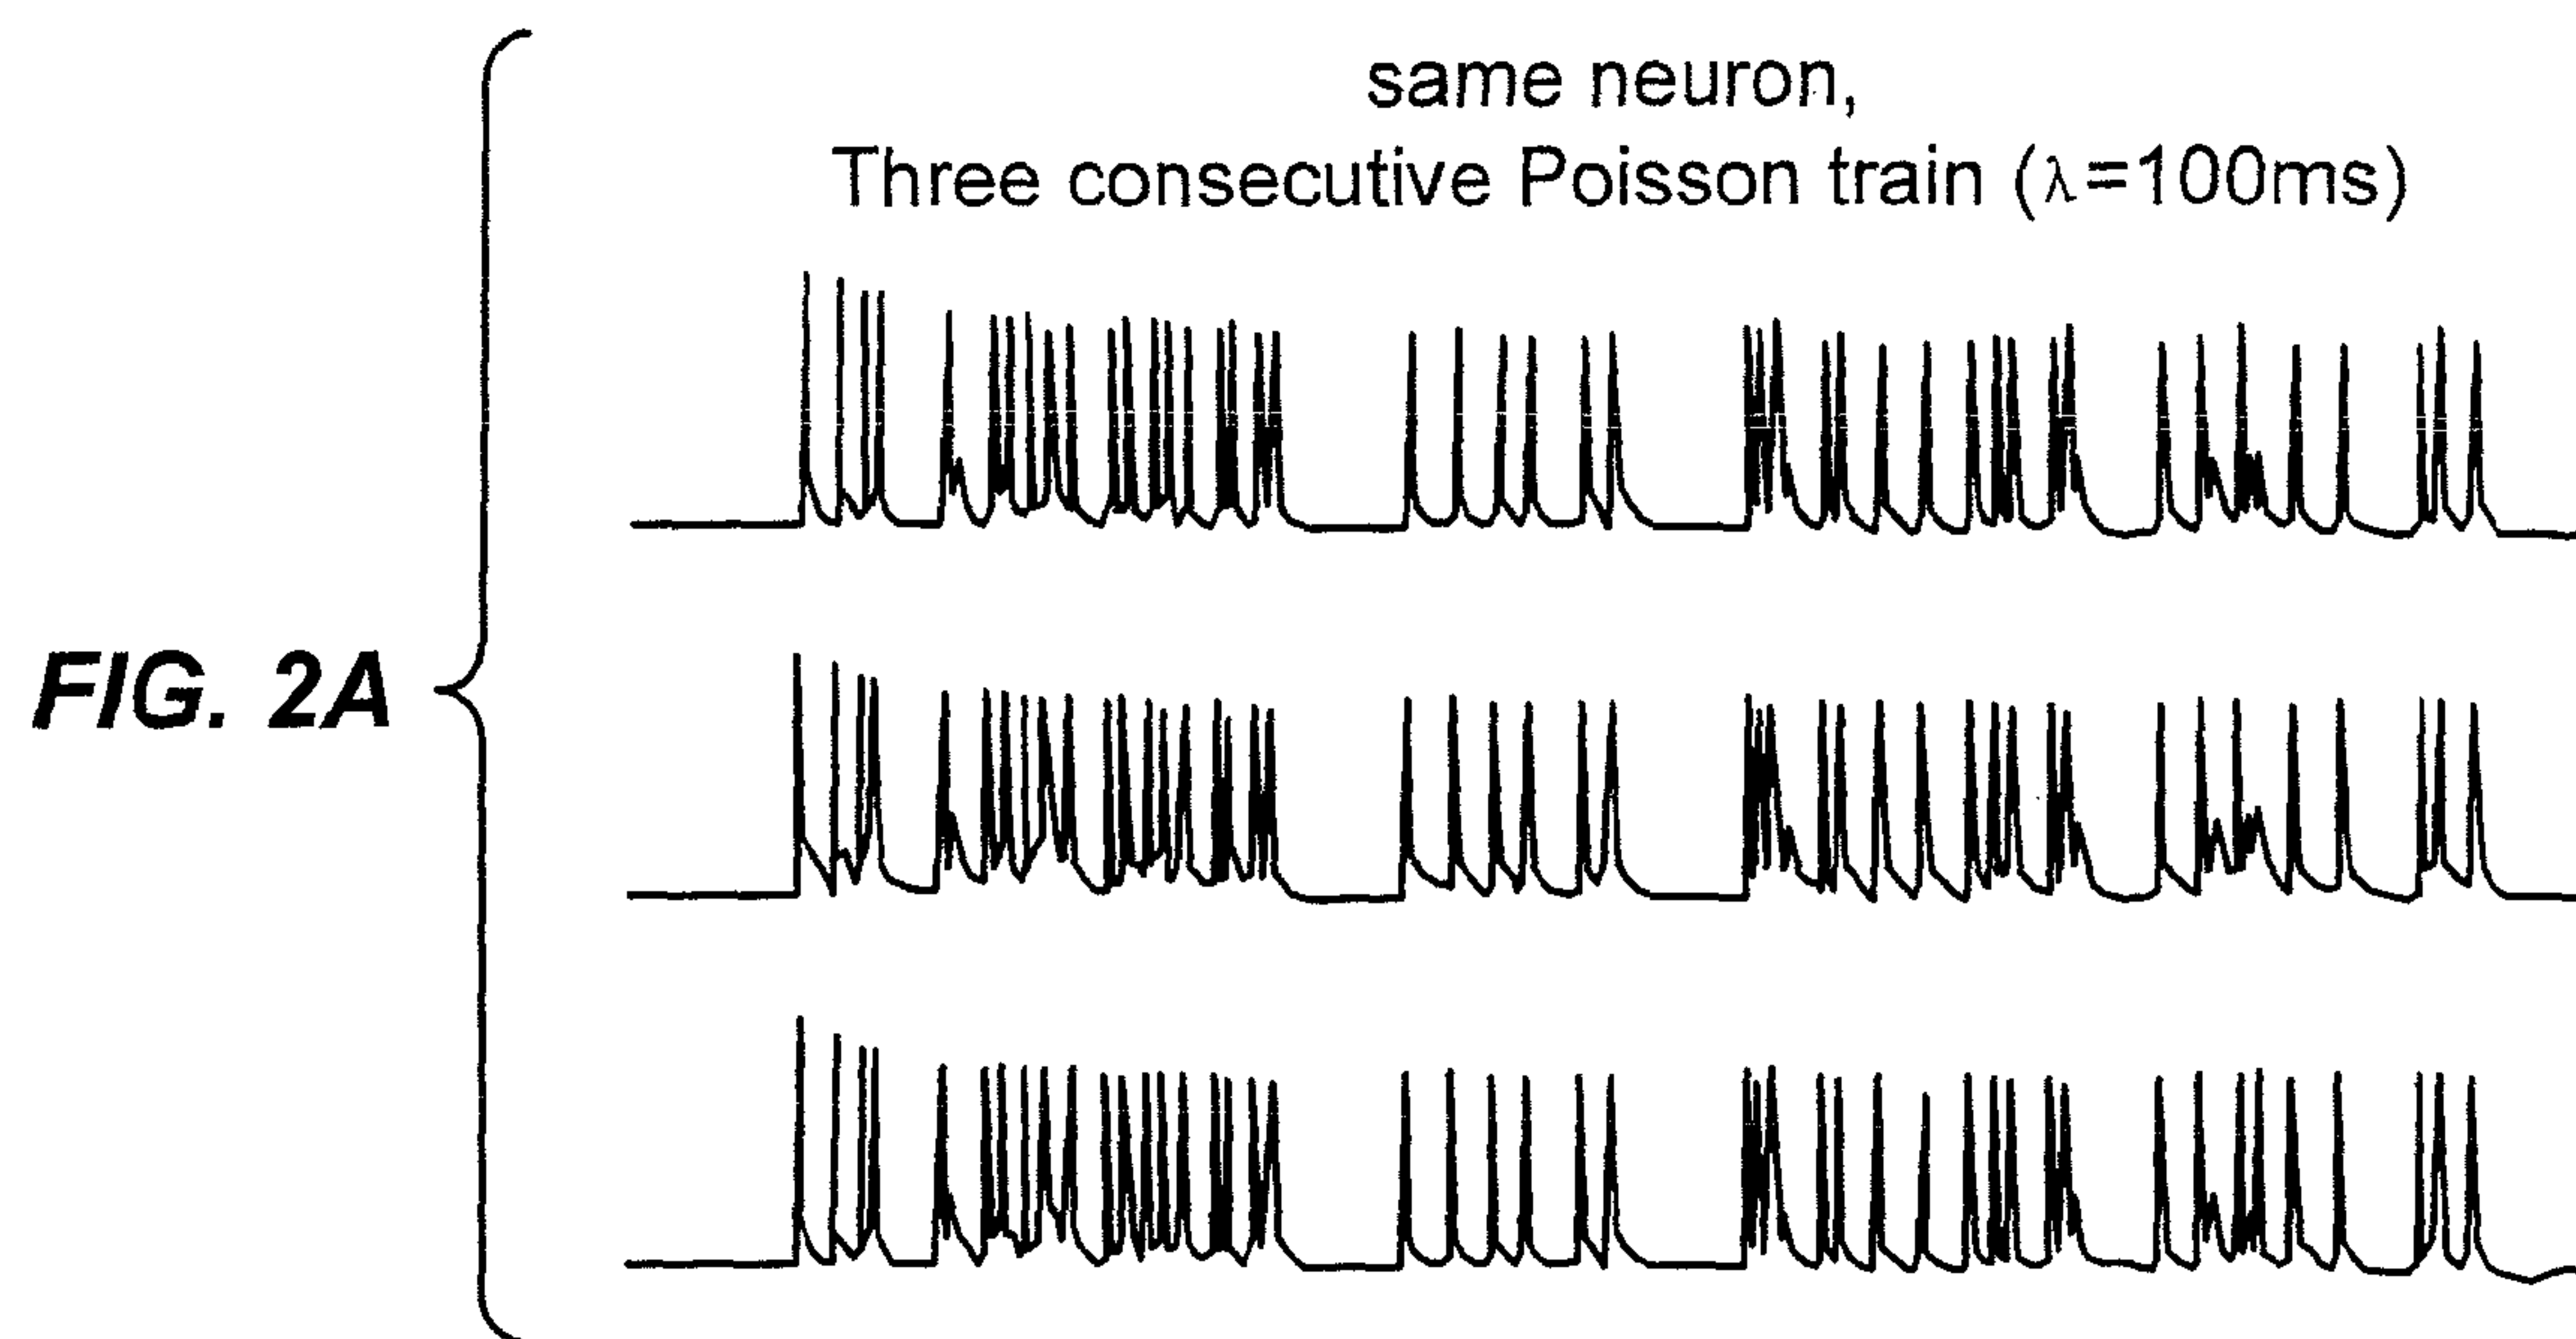 same neuron,
Three consecutive Poisson train (λ=100ms)
FIG. 2A